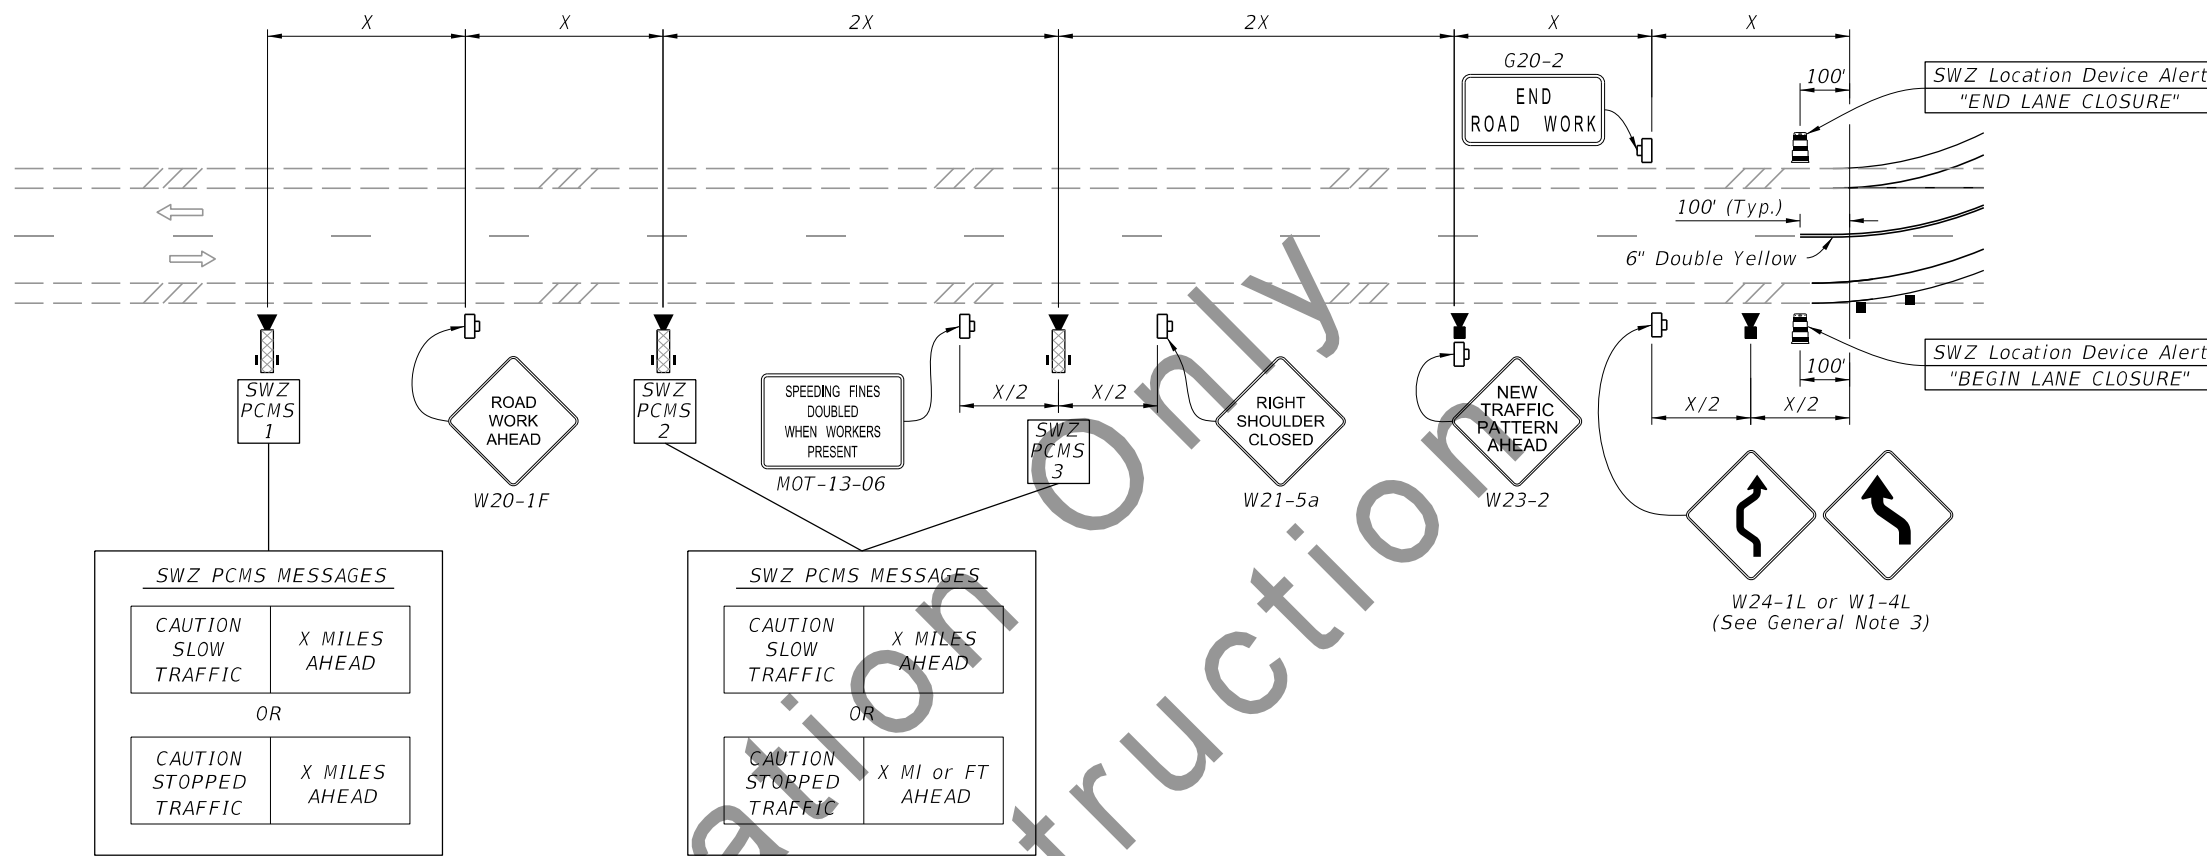 X
X
2X
2X
X
X
G20-2
END
ROAD WORK
100'
SWZ Location Device Alert
"END LANE CLOSURE"
100' (Typ.)
6" Double Yellow
SWZ
PCMS
1
ROAD
WORK
AHEAD
W20-1F
SWZ
PCMS
2
SPEEDING FINES
DOUBLED
WHEN WORKERS
PRESENT
MOT-13-06
X/2
X/2
SWZ
PCMS
3
RIGHT
SHOULDER
CLOSED
W21-5a
NEW
TRAFFIC
PATTERN
AHEAD
W23-2
X/2
X/2
100'
SWZ Location Device Alert
"BEGIN LANE CLOSURE"
W24-1L or W1-4L
(See General Note 3)
SWZ PCMS MESSAGES
CAUTION
SLOW
TRAFFIC
X MILES
AHEAD
OR
CAUTION
STOPPED
TRAFFIC
X MILES
AHEAD
SWZ PCMS MESSAGES
CAUTION
SLOW
TRAFFIC
X MILES
AHEAD
OR
CAUTION
STOPPED
TRAFFIC
X MI or FT
AHEAD
ation Only
truction